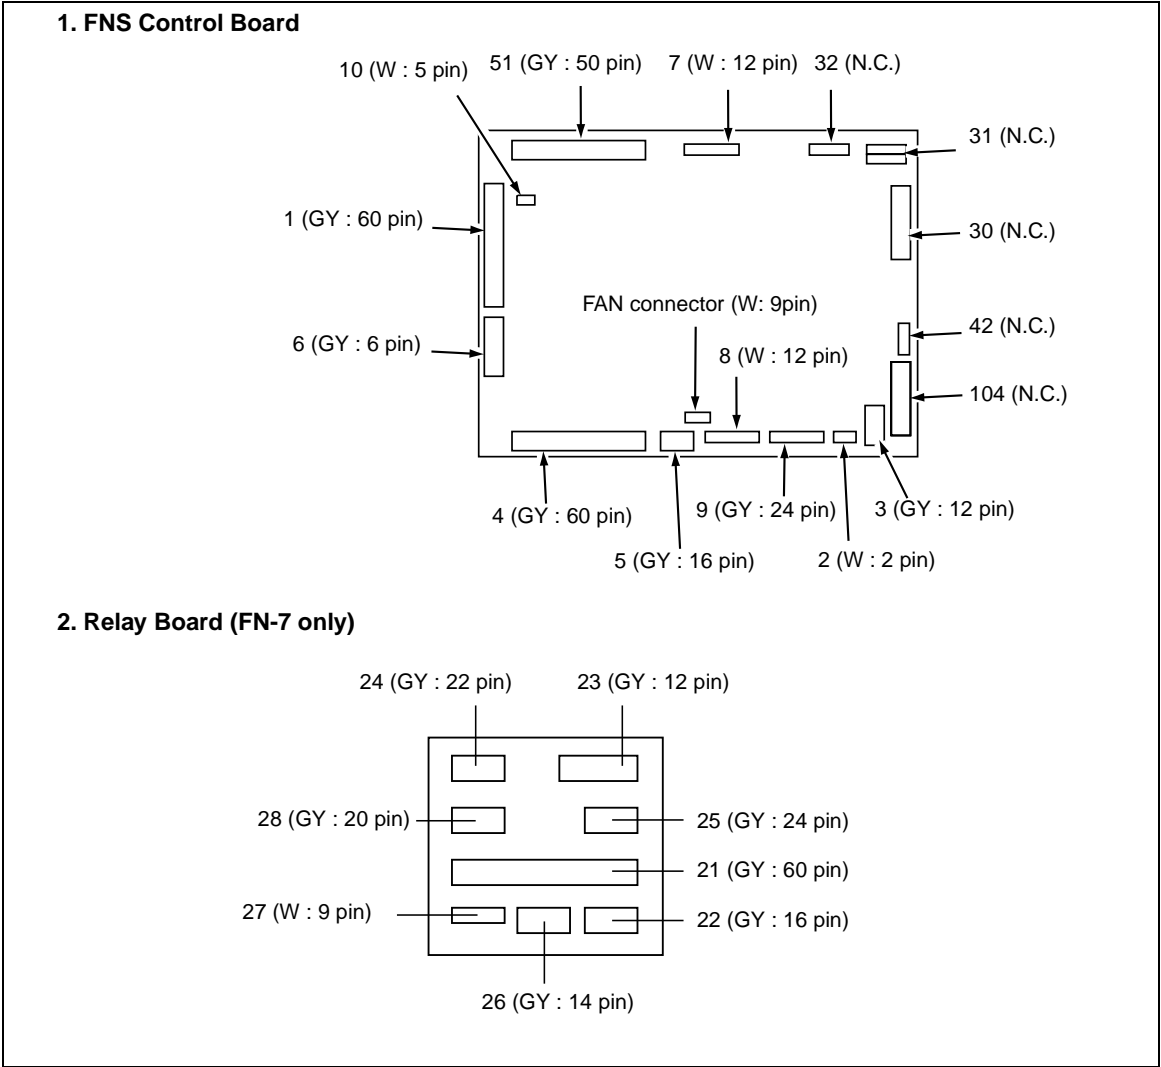 1. FNS Control Board
10 (W : 5 pin)
51 (GY : 50 pin)
7 (W : 12 pin)
32 (N.C.)
31 (N.C.)
1 (GY : 60 pin)
30 (N.C.)
FAN connector (W: 9pin)
6 (GY : 6 pin)
42 (N.C.)
8 (W : 12 pin)
104 (N.C.)
4 (GY : 60 pin)
9 (GY : 24 pin)
3 (GY : 12 pin)
5 (GY : 16 pin)
2 (W : 2 pin)
2. Relay Board (FN-7 only)
24 (GY : 22 pin)
23 (GY : 12 pin)
28 (GY : 20 pin)
25 (GY : 24 pin)
21 (GY : 60 pin)
27 (W : 9 pin)
22 (GY : 16 pin)
26 (GY : 14 pin)